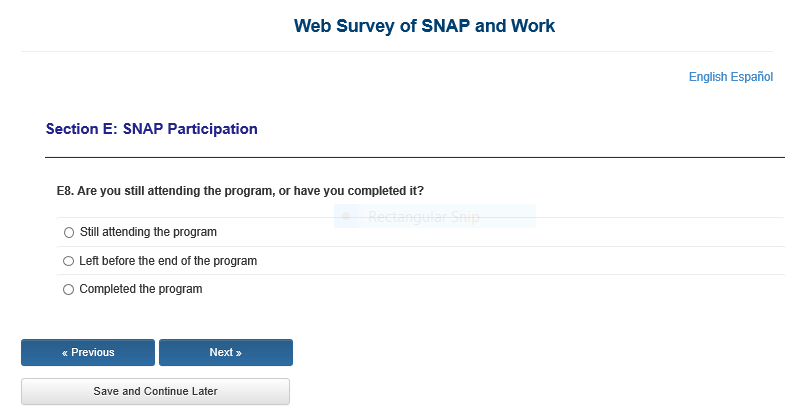 Web Survey of SNAP and Work
English Español
Section E: SNAP Participation
E8. Are you still attending the program, or have you completed it?
Rectangular Snip
Still attending the program
Left before the end of the program
Completed the program
« Previous
Next »
Save and Continue Later